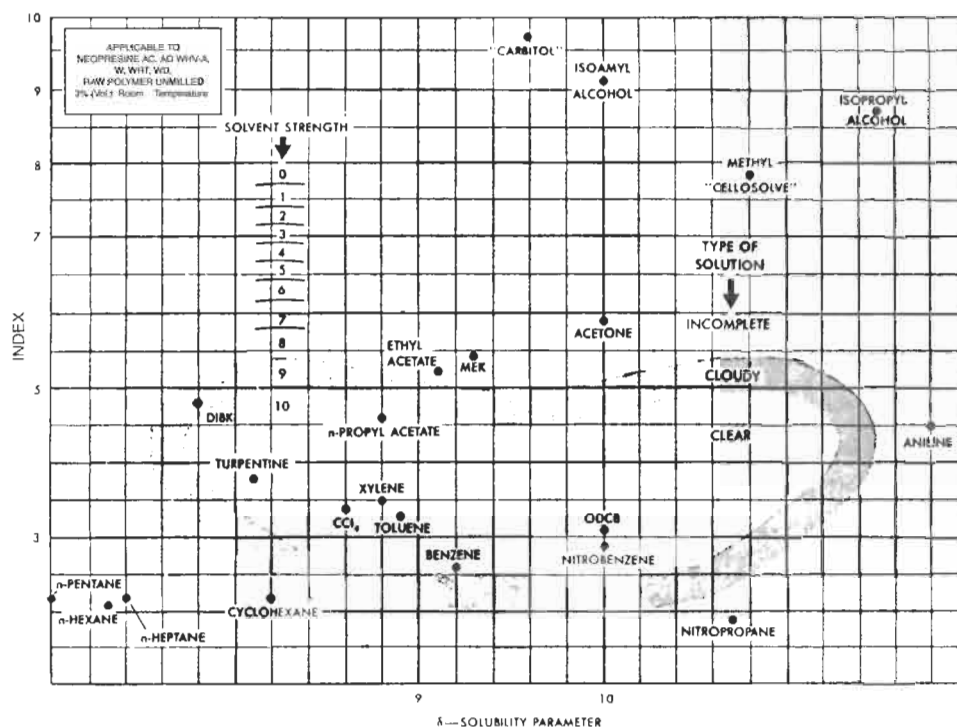 10
9
8
7
5
3
INDEX
APPLICABLE TO
NEOPRESINE AC, AD WHV-A,
W, WRT, WD,
RAW POLYMER UNMILLED
3% (Vol.) Room Temperature
SOLVENT STRENGTH
0
1
2
3
4
5
6
7
8
9
10
"CARBITOL"
ISOAMYL
ALCOHOL
ISOPROPYL
ALCOHOL
METHYL
"CELLOSOLVE"
TYPE OF
SOLUTION
INCOMPLETE
CLOUDY
CLEAR
ACETONE
ETHYL
ACETATE
MEK
DIBK
n-PROPYL ACETATE
ANILINE
TURPENTINE
XYLENE
CCl₄
TOLUENE
ODCB
NITROBENZENE
BENZENE
n-PENTANE
n-HEXANE
n-HEPTANE
CYCLOHEXANE
NITROPROPANE
9
10
δ—SOLUBILITY PARAMETER